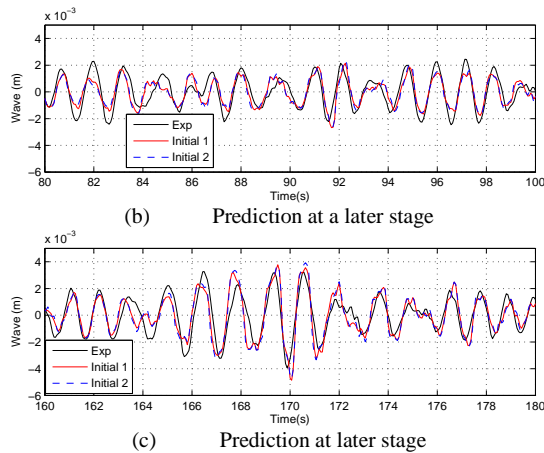 x 10⁻³
4
2
0
−2
−4
−6
Wave (m)
Exp
Initial 1
Initial 2
80 82 84 86 88 90 92 94 96 98 100
Time(s)
(b) Prediction at a later stage
x 10⁻³
4
2
0
−2
−4
−6
Wave (m)
Exp
Initial 1
Initial 2
160 162 164 166 168 170 172 174 176 178 180
Time(s)
(c) Prediction at later stage